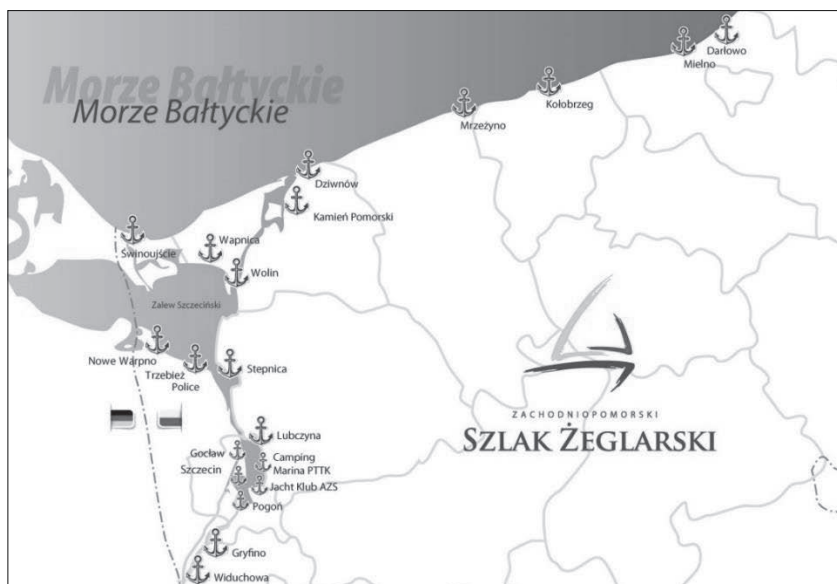 Morze Bałtyckie
Morze Bałtyckie
Darłowo
Mielno
Kołobrzeg
Mrzeżyno
Dziwnów
Kamień Pomorski
Świnoujście
Wapnica
Wolin
Zalew Szczeciński
Nowe Warpno
Trzebież
Police
Stepnica
Lubczyna
Gocław
Camping
Marina PTTK
Szczecin
Jacht Klub AZS
Pogoń
Gryfino
Widuchowa
ZACHODNIOPOMORSKI
SZLAK ŻEGLARSKI